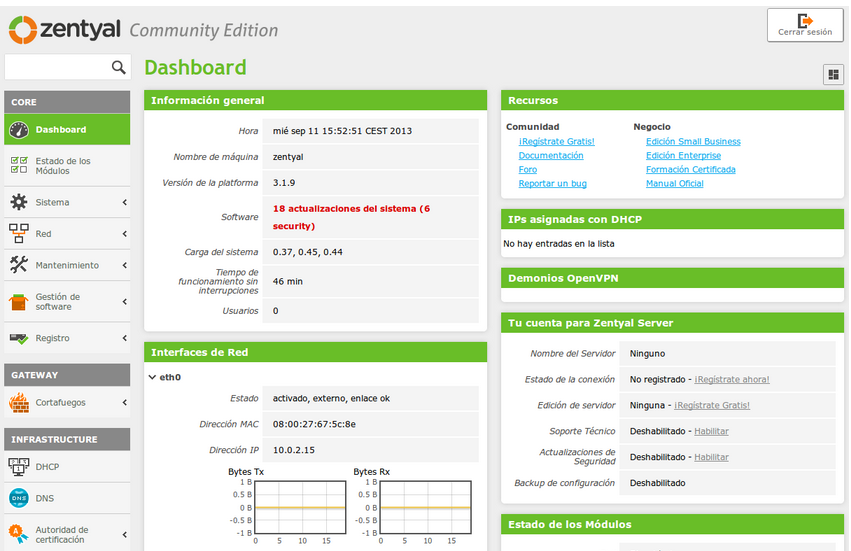 zentyal Community Edition
Cerrar sesión
Dashboard
CORE
Dashboard
Estado de los
Módulos
Sistema
Red
Mantenimiento
Gestión de
software
Registro
GATEWAY
Cortafuegos
INFRASTRUCTURE
DHCP
DNS
DNS
Autoridad de
certificación
Información general
Hora mié sep 11 15:52:51 CEST 2013
Nombre de máquina zentyal
Versión de la plataforma 3.1.9
Software 18 actualizaciones del sistema (6
security)
Carga del sistema 0.37, 0.45, 0.44
Tiempo de
funcionamiento sin
interrupciones
46 min
Usuarios 0
Interfaces de Red
eth0
Estado activado, externo, enlace ok
Dirección MAC 08:00:27:67:5c:8e
Dirección IP 10.0.2.15
Bytes Tx
1 B
0.5 B
0 B
-0.5 B
-1 B
0 5 10 15
Bytes Rx
1 B
0.5 B
0 B
-0.5 B
-1 B
0 5 10 15
Recursos
Comunidad
¡Regístrate Gratis!
Documentación
Foro
Reportar un bug
Negocio
Edición Small Business
Edición Enterprise
Formación Certificada
Manual Oficial
IPs asignadas con DHCP
No hay entradas en la lista
Demonios OpenVPN
Tu cuenta para Zentyal Server
Nombre del Servidor Ninguno
Estado de la conexión No registrado - ¡Regístrate ahora!
Edición de servidor Ninguna - ¡Regístrate Gratis!
Soporte Técnico Deshabilitado - Habilitar
Actualizaciones de
Seguridad
Deshabilitado - Habilitar
Backup de configuración Deshabilitado
Estado de los Módulos